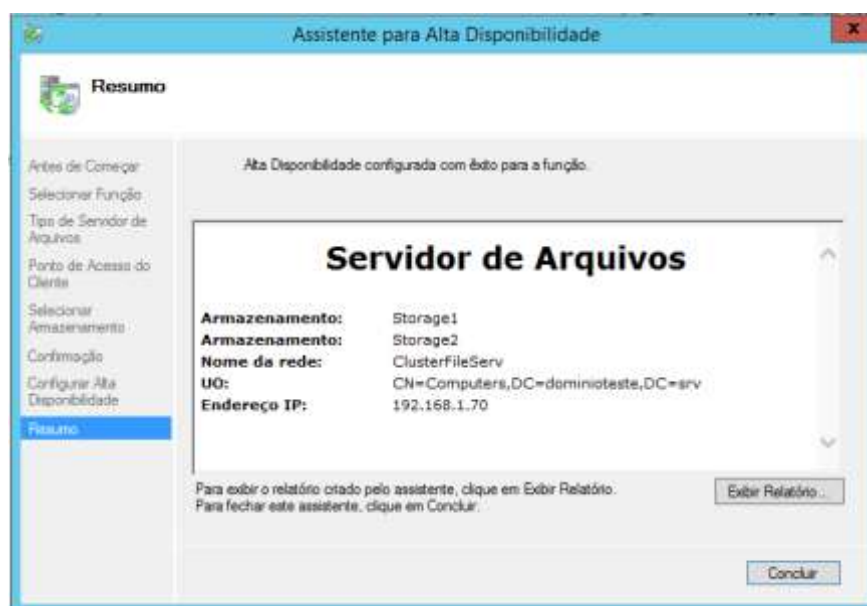 Assistente para Alta Disponibilidade
x
Resumo
Antes de Começar
Selecionar Função
Tipo de Servidor de
Arquivos
Ponto de Acesso do
Cliente
Selecionar
Armazenamento
Confirmação
Configurar Alta
Disponibilidade
Resumo
Alta Disponibilidade configurada com êxito para a função.
Servidor de Arquivos
Armazenamento: Storage1
Armazenamento: Storage2
Nome da rede: ClusterFileServ
UO: CN=Computers,DC=dominioteste,DC=srv
Endereço IP: 192.168.1.70
Para exibir o relatório criado pelo assistente, clique em Exibir Relatório.
Para fechar este assistente, clique em Concluir.
Exibir Relatório...
Concluir